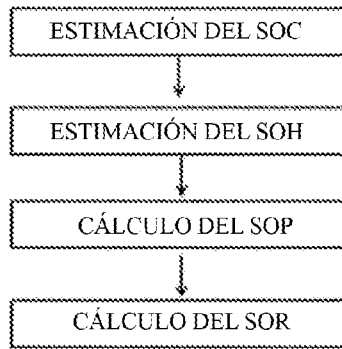 ESTIMACIÓN DEL SOC
ESTIMACIÓN DEL SOH
CÁLCULO DEL SOP
CÁLCULO DEL SOR